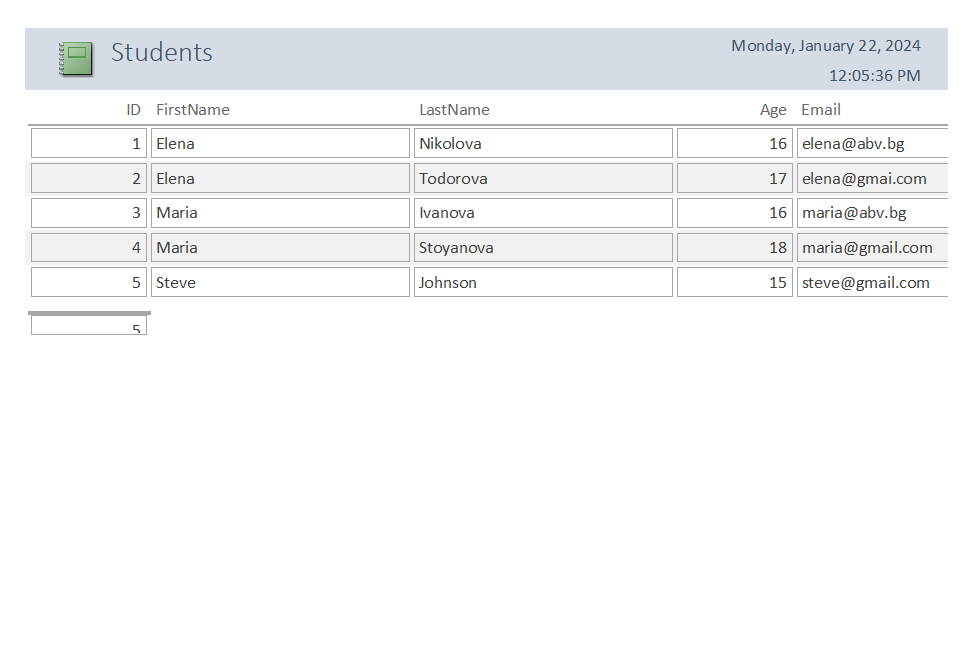 Students
Monday, January 22, 2024
12:05:36 PM
ID FirstName LastName Age Email
1 Elena Nikolova 16 elena@abv.bg
2 Elena Todorova 17 elena@gmai.com
3 Maria Ivanova 16 maria@abv.bg
4 Maria Stoyanova 18 maria@gmail.com
5 Steve Johnson 15 steve@gmail.com
5